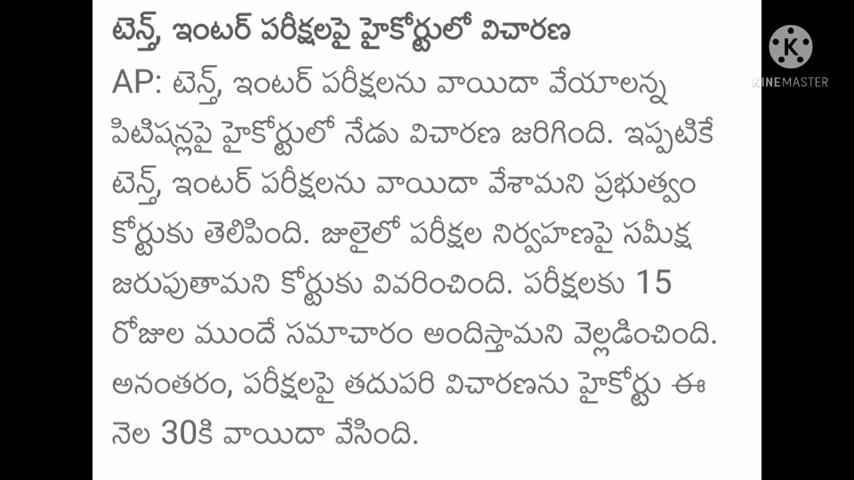 టెన్త్, ఇంటర్ పరీక్షలపై హైకోర్టులో విచారణ
AP: టెన్త్, ఇంటర్ పరీక్షలను వాయిదా వేయాలన్న
పిటిషన్లపై హైకోర్టులో నేడు విచారణ జరిగింది. ఇప్పటికే
టెన్త్, ఇంటర్ పరీక్షలను వాయిదా వేశామని ప్రభుత్వం
కోర్టుకు తెలిపింది. జులైలో పరీక్షల నిర్వహణపై సమీక్ష
జరుపుతామని కోర్టుకు వివరించింది. పరీక్షలకు 15
రోజుల ముందే సమాచారం అందిస్తామని వెల్లడించింది.
అనంతరం, పరీక్షలపై తదుపరి విచారణను హైకోర్టు ఈ
నెల 30కి వాయిదా వేసింది.
K
KINEMASTER